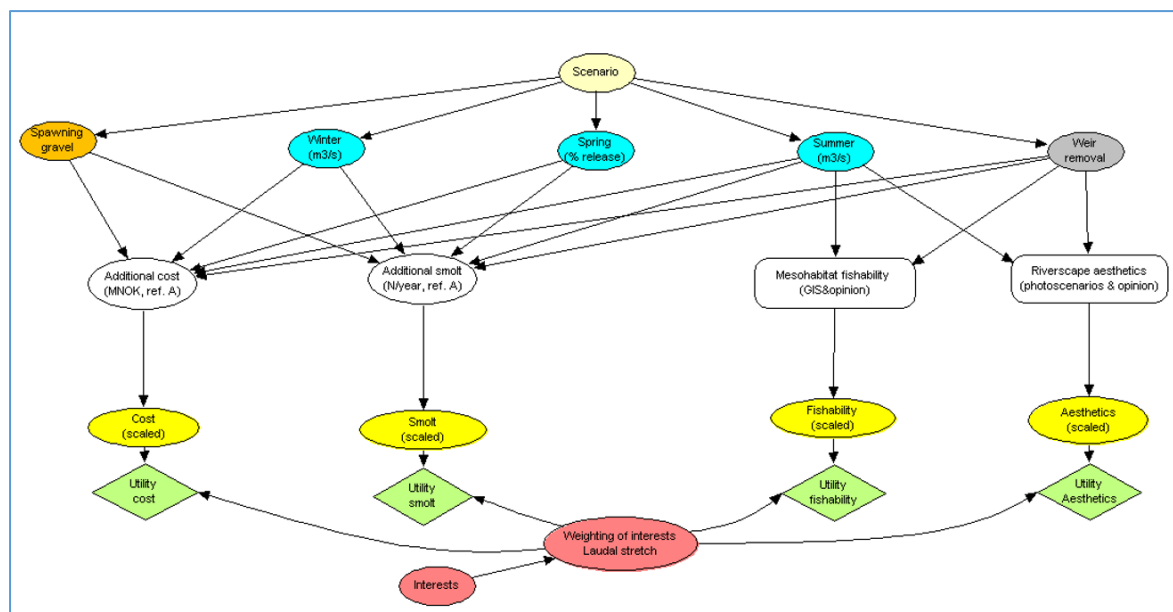 Scenario
Spawning
gravel
Winter
(m3/s)
Spring
(% release)
Summer
(m3/s)
Weir
removal
Additional cost
(MNOK, ref. A)
Additional smolt
(N/year, ref. A)
Mesohabitat fishability
(GIS&opinion)
Riverscape aesthetics
(photoscenarios & opinion)
Cost
(scaled)
Smolt
(scaled)
Fishability
(scaled)
Aesthetics
(scaled)
Utility
cost
Utility
smolt
Utility
fishability
Utility
Aesthetics
Weighting of interests
Laudal stretch
Interests